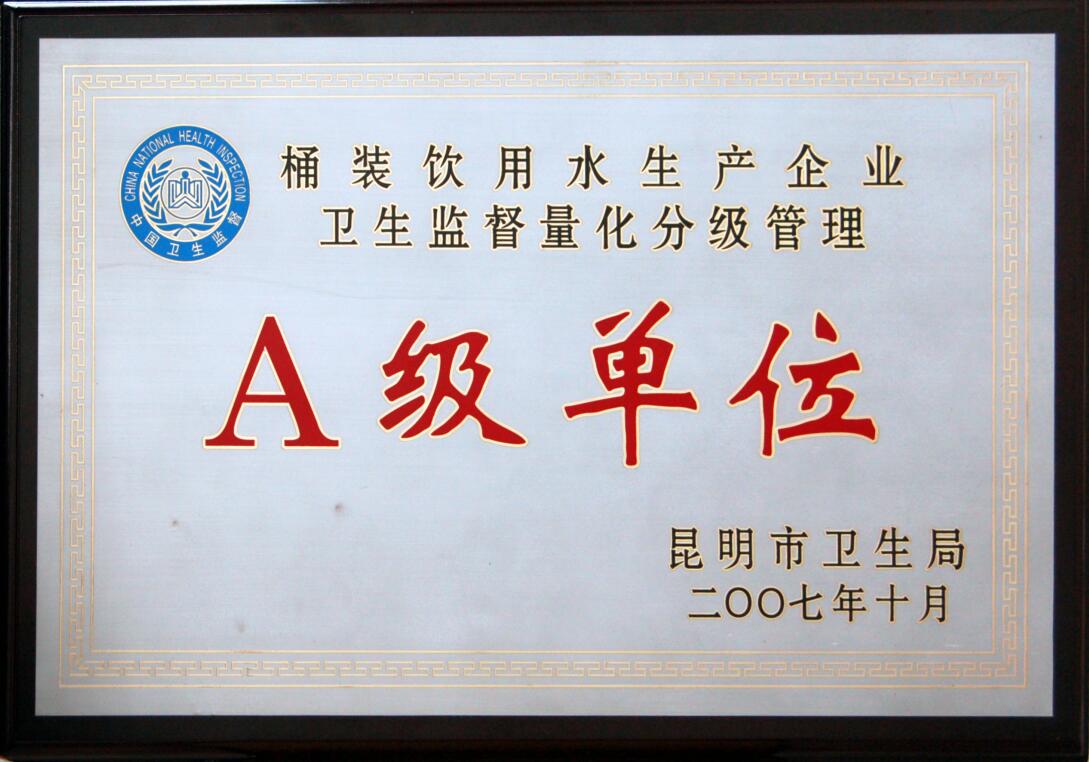 CHINA NATIONAL HEALTH INSPECTION
中国卫生监督
桶装饮用水生产企业
卫生监督量化分级管理
A级单位
昆明市卫生局
二〇〇七年十月